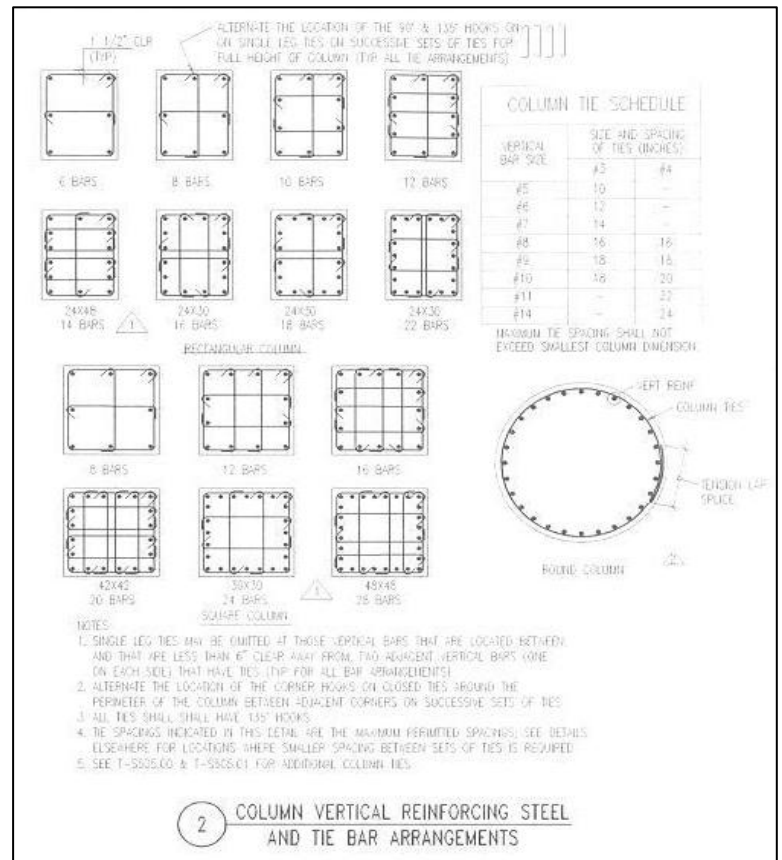 ALTERNATE THE LOCATION OF THE 90° & 135° HOOKS ON
ON SINGLE LEG TIES ON SUCCESSIVE SETS OF TIES FOR
FULL HEIGHT OF COLUMN (TYP ALL TIE ARRANGEMENTS)
1 1/2" CLR
(TYP)
6 BARS
8 BARS
10 BARS
12 BARS
24X48
14 BARS
1
24X30
16 BARS
24X30
18 BARS
24X30
22 BARS
RECTANGULAR COLUMN
COLUMN TIE SCHEDULE
VERTICAL BAR SIZE
SIZE AND SPACING OF TIES (INCHES)
#3 #4
#5 10 -
#6 12 -
#7 14 -
#8 16 16
#9 18 18
#10 18 20
#11 - 22
#14 - 24
MAXIMUM TIE SPACING SHALL NOT
EXCEED SMALLEST COLUMN DIMENSION
8 BARS
12 BARS
16 BARS
42X42
20 BARS
30X30
24 BARS
1
48X48
28 BARS
SQUARE COLUMN
VERT REINF
COLUMN TIES
TENSION LAP
SPLICE
ROUND COLUMN
NOTES
1. SINGLE LEG TIES MAY BE OMITTED AT THOSE VERTICAL BARS THAT ARE LOCATED BETWEEN,
AND THAT ARE LESS THAN 6" CLEAR AWAY FROM, TWO ADJACENT VERTICAL BARS (ONE
ON EACH SIDE) THAT HAVE TIES (TYP FOR ALL BAR ARRANGEMENTS)
2. ALTERNATE THE LOCATION OF THE CORNER HOOKS ON CLOSED TIES AROUND THE
PERIMETER OF THE COLUMN BETWEEN ADJACENT CORNERS ON SUCCESSIVE SETS OF TIES
3. ALL TIES SHALL SHALL HAVE 135° HOOKS
4. TIE SPACINGS INDICATED IN THIS DETAIL ARE THE MAXIMUM PERMITTED SPACINGS; SEE DETAILS
ELSEWHERE FOR LOCATIONS WHERE SMALLER SPACING BETWEEN SETS OF TIES IS REQUIRED
5. SEE & FOR ADDITIONAL COLUMN TIES
2
COLUMN VERTICAL REINFORCING STEEL
AND TIE BAR ARRANGEMENTS